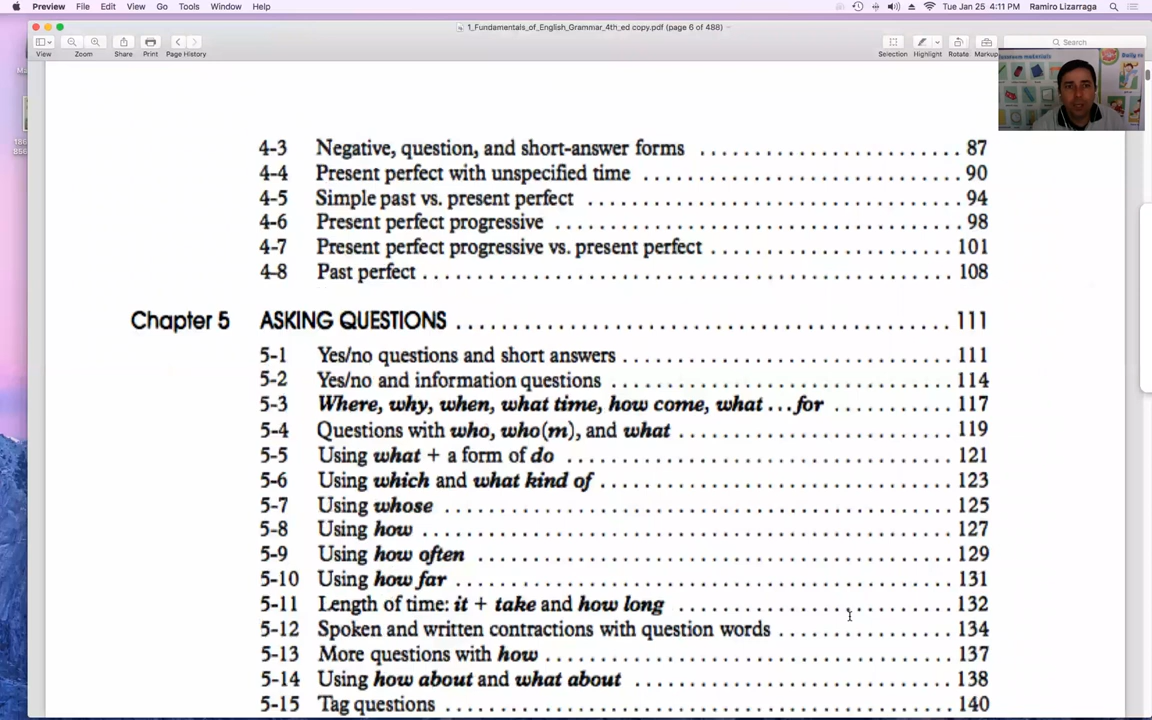 Preview File Edit View Go Tools Window Help Tue Jan 25 4:11 PM Ramiro Lizarraga
1_Fundamentals_of_English_Grammar_4th_ed copy.pdf (page 6 of 488)
View Zoom Share Print Page History Selection Highlight Rotate Markup Search
4-3 Negative, question, and short-answer forms . . . . . . . . . . . . . . . . . . . . . . . . . . 87
4-4 Present perfect with unspecified time . . . . . . . . . . . . . . . . . . . . . . . . . . . . . . 90
4-5 Simple past vs. present perfect . . . . . . . . . . . . . . . . . . . . . . . . . . . . . . . . . . 94
4-6 Present perfect progressive . . . . . . . . . . . . . . . . . . . . . . . . . . . . . . . . . . . . . 98
4-7 Present perfect progressive vs. present perfect . . . . . . . . . . . . . . . . . . . . . . . . 101
4-8 Past perfect . . . . . . . . . . . . . . . . . . . . . . . . . . . . . . . . . . . . . . . . . . . . . . . 108
Chapter 5 ASKING QUESTIONS . . . . . . . . . . . . . . . . . . . . . . . . . . . . . . . . . . . . . 111
5-1 Yes/no questions and short answers . . . . . . . . . . . . . . . . . . . . . . . . . . . . . . . 111
5-2 Yes/no and information questions . . . . . . . . . . . . . . . . . . . . . . . . . . . . . . . . 114
5-3 Where, why, when, what time, how come, what . . . for . . . . . . . . . . . . 117
5-4 Questions with who, who(m), and what . . . . . . . . . . . . . . . . . . . . . . . . . . 119
5-5 Using what + a form of do . . . . . . . . . . . . . . . . . . . . . . . . . . . . . . . . . . . . 121
5-6 Using which and what kind of . . . . . . . . . . . . . . . . . . . . . . . . . . . . . . . . . 123
5-7 Using whose . . . . . . . . . . . . . . . . . . . . . . . . . . . . . . . . . . . . . . . . . . . . . . 125
5-8 Using how . . . . . . . . . . . . . . . . . . . . . . . . . . . . . . . . . . . . . . . . . . . . . . . 127
5-9 Using how often . . . . . . . . . . . . . . . . . . . . . . . . . . . . . . . . . . . . . . . . . . . 129
5-10 Using how far . . . . . . . . . . . . . . . . . . . . . . . . . . . . . . . . . . . . . . . . . . . . 131
5-11 Length of time: it + take and how long . . . . . . . . . . . . . . . . . . . . . . . . . . 132
5-12 Spoken and written contractions with question words . . . . . . . . . . . . . . . . . 134
5-13 More questions with how . . . . . . . . . . . . . . . . . . . . . . . . . . . . . . . . . . . . 137
5-14 Using how about and what about . . . . . . . . . . . . . . . . . . . . . . . . . . . . . 138
5-15 Tag questions . . . . . . . . . . . . . . . . . . . . . . . . . . . . . . . . . . . . . . . . . . . . . 140